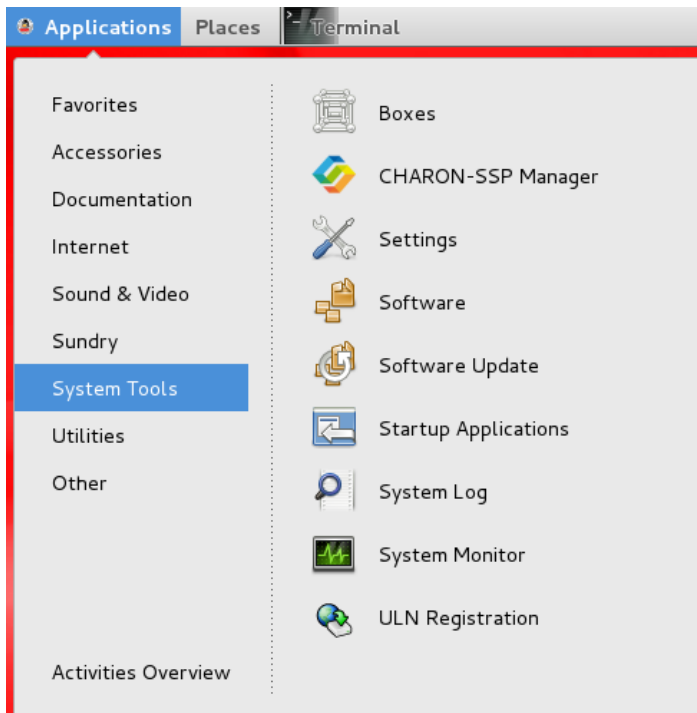 Applications Places Terminal
Favorites
Accessories
Documentation
Internet
Sound & Video
Sundry
System Tools
Utilities
Other
Activities Overview
Boxes
CHARON-SSP Manager
Settings
Software
Software Update
Startup Applications
System Log
System Monitor
ULN Registration